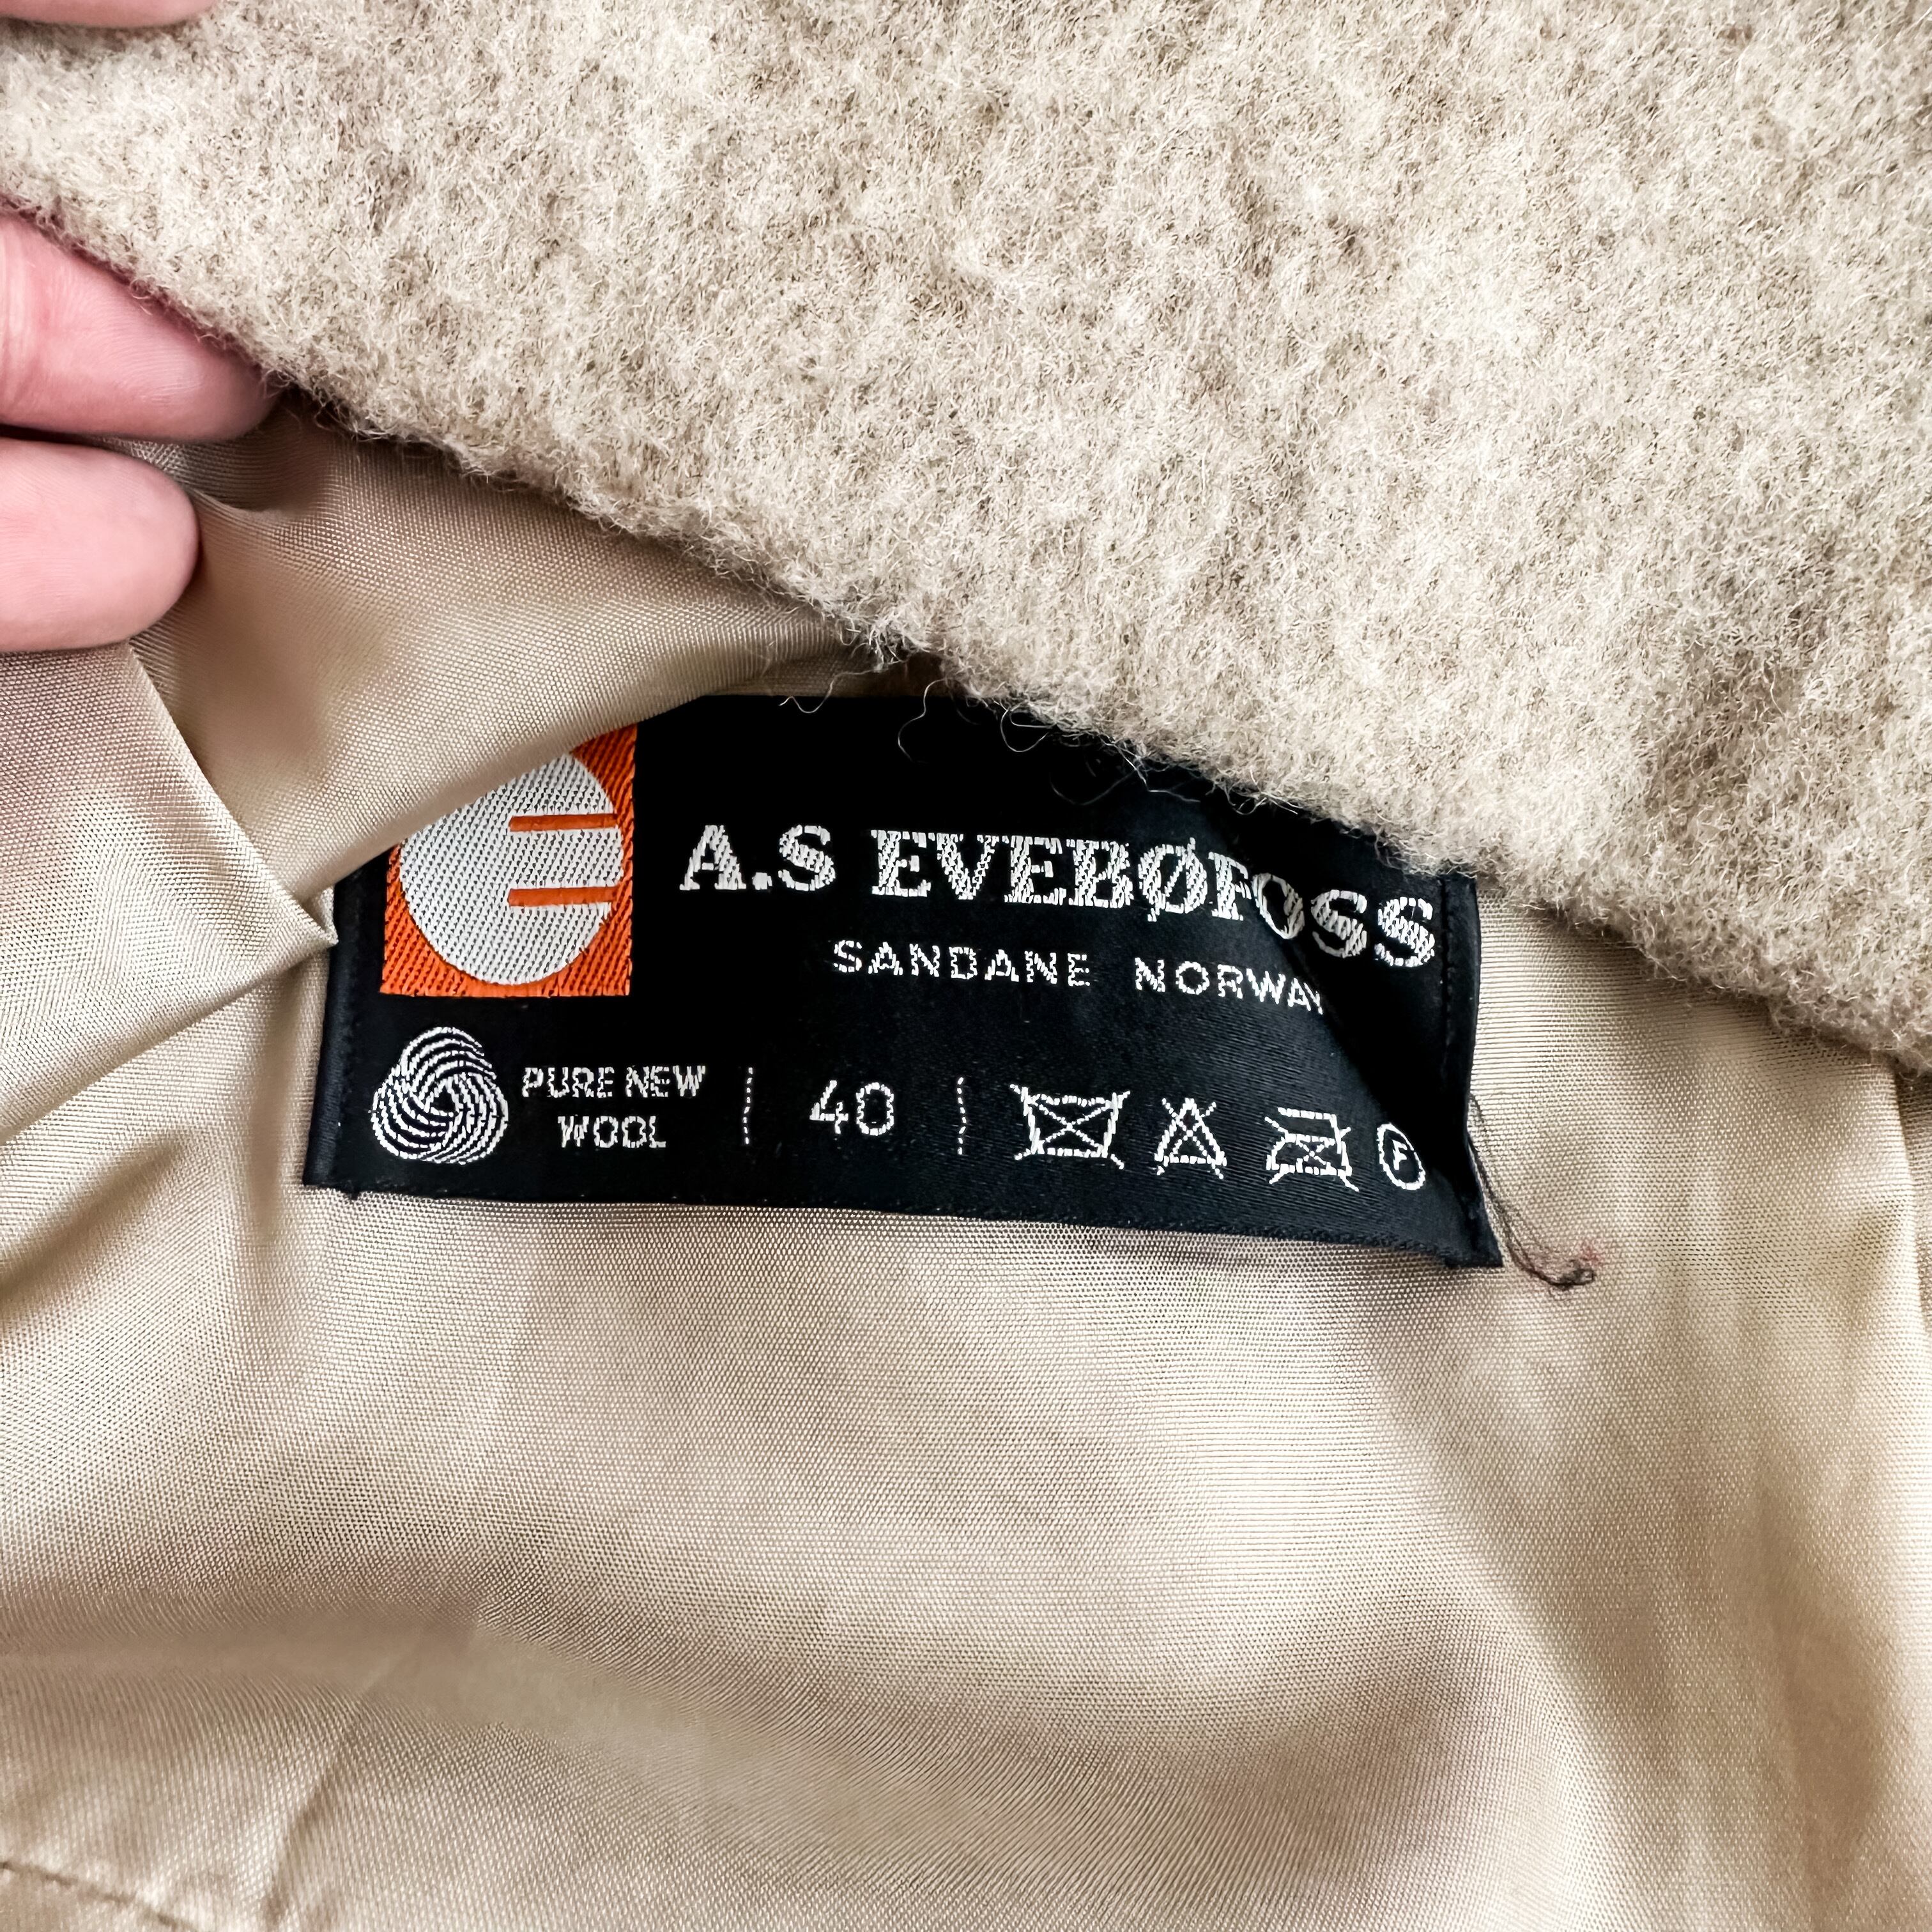 A.S EVEBØFOSS
SANDANE NORWAY
PURE NEW
WOOL
40
F